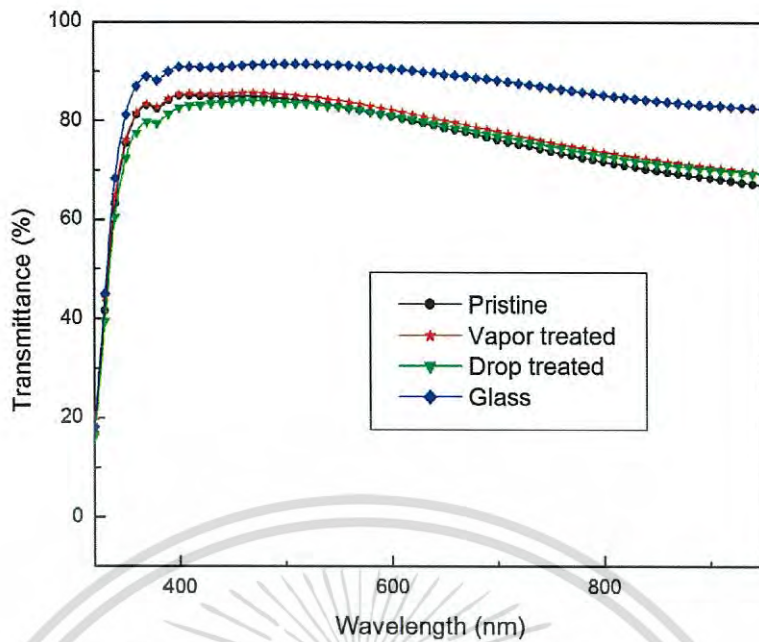 100
80
60
40
20
0
Transmittance (%)
Pristine
Vapor treated
Drop treated
Glass
400 600 800
Wavelength (nm)